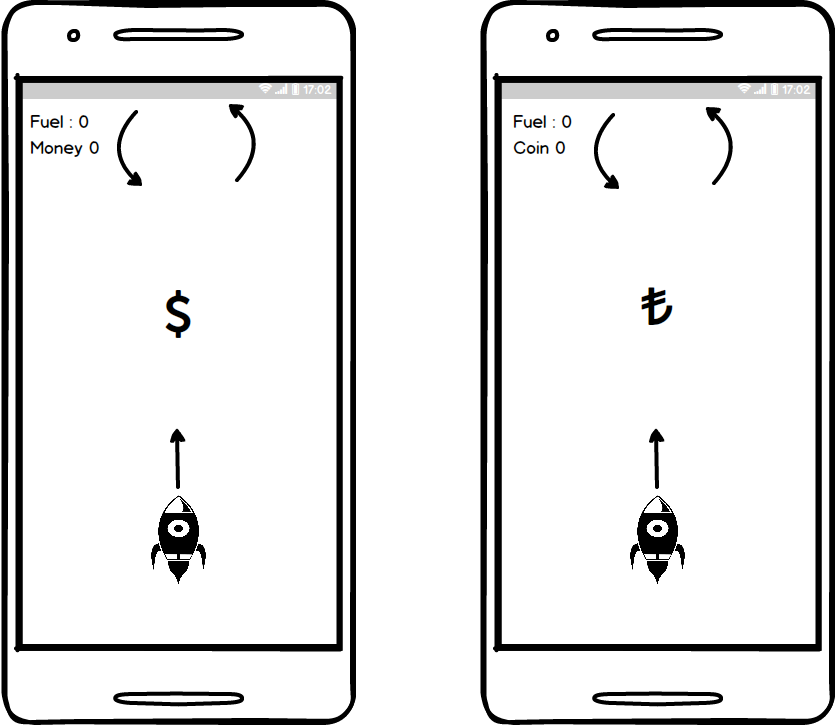 17:02
Fuel : 0
Money 0
$
17:02
Fuel : 0
Coin 0
₺